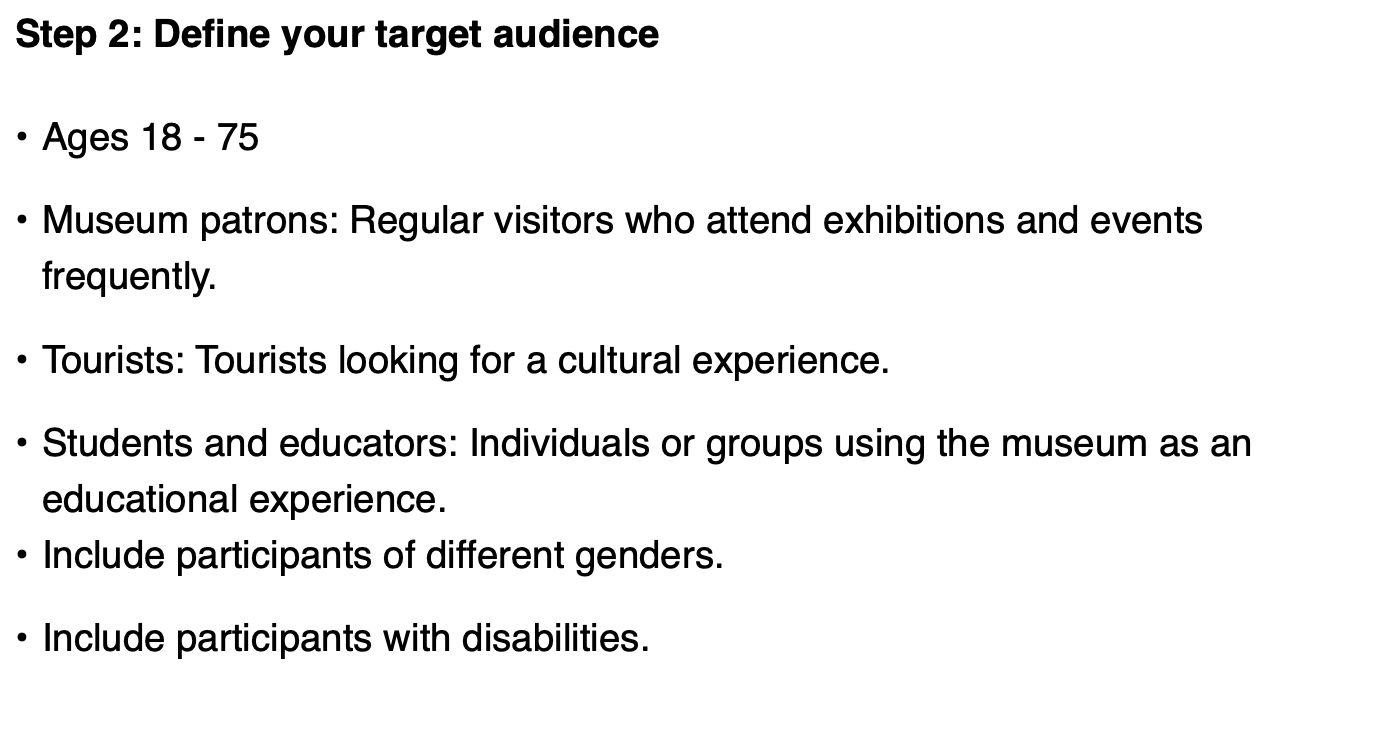 Step 2: Define your target audience
• Ages 18 - 75
• Museum patrons: Regular visitors who attend exhibitions and events
frequently.
• Tourists: Tourists looking for a cultural experience.
• Students and educators: Individuals or groups using the museum as an
educational experience.
• Include participants of different genders.
• Include participants with disabilities.